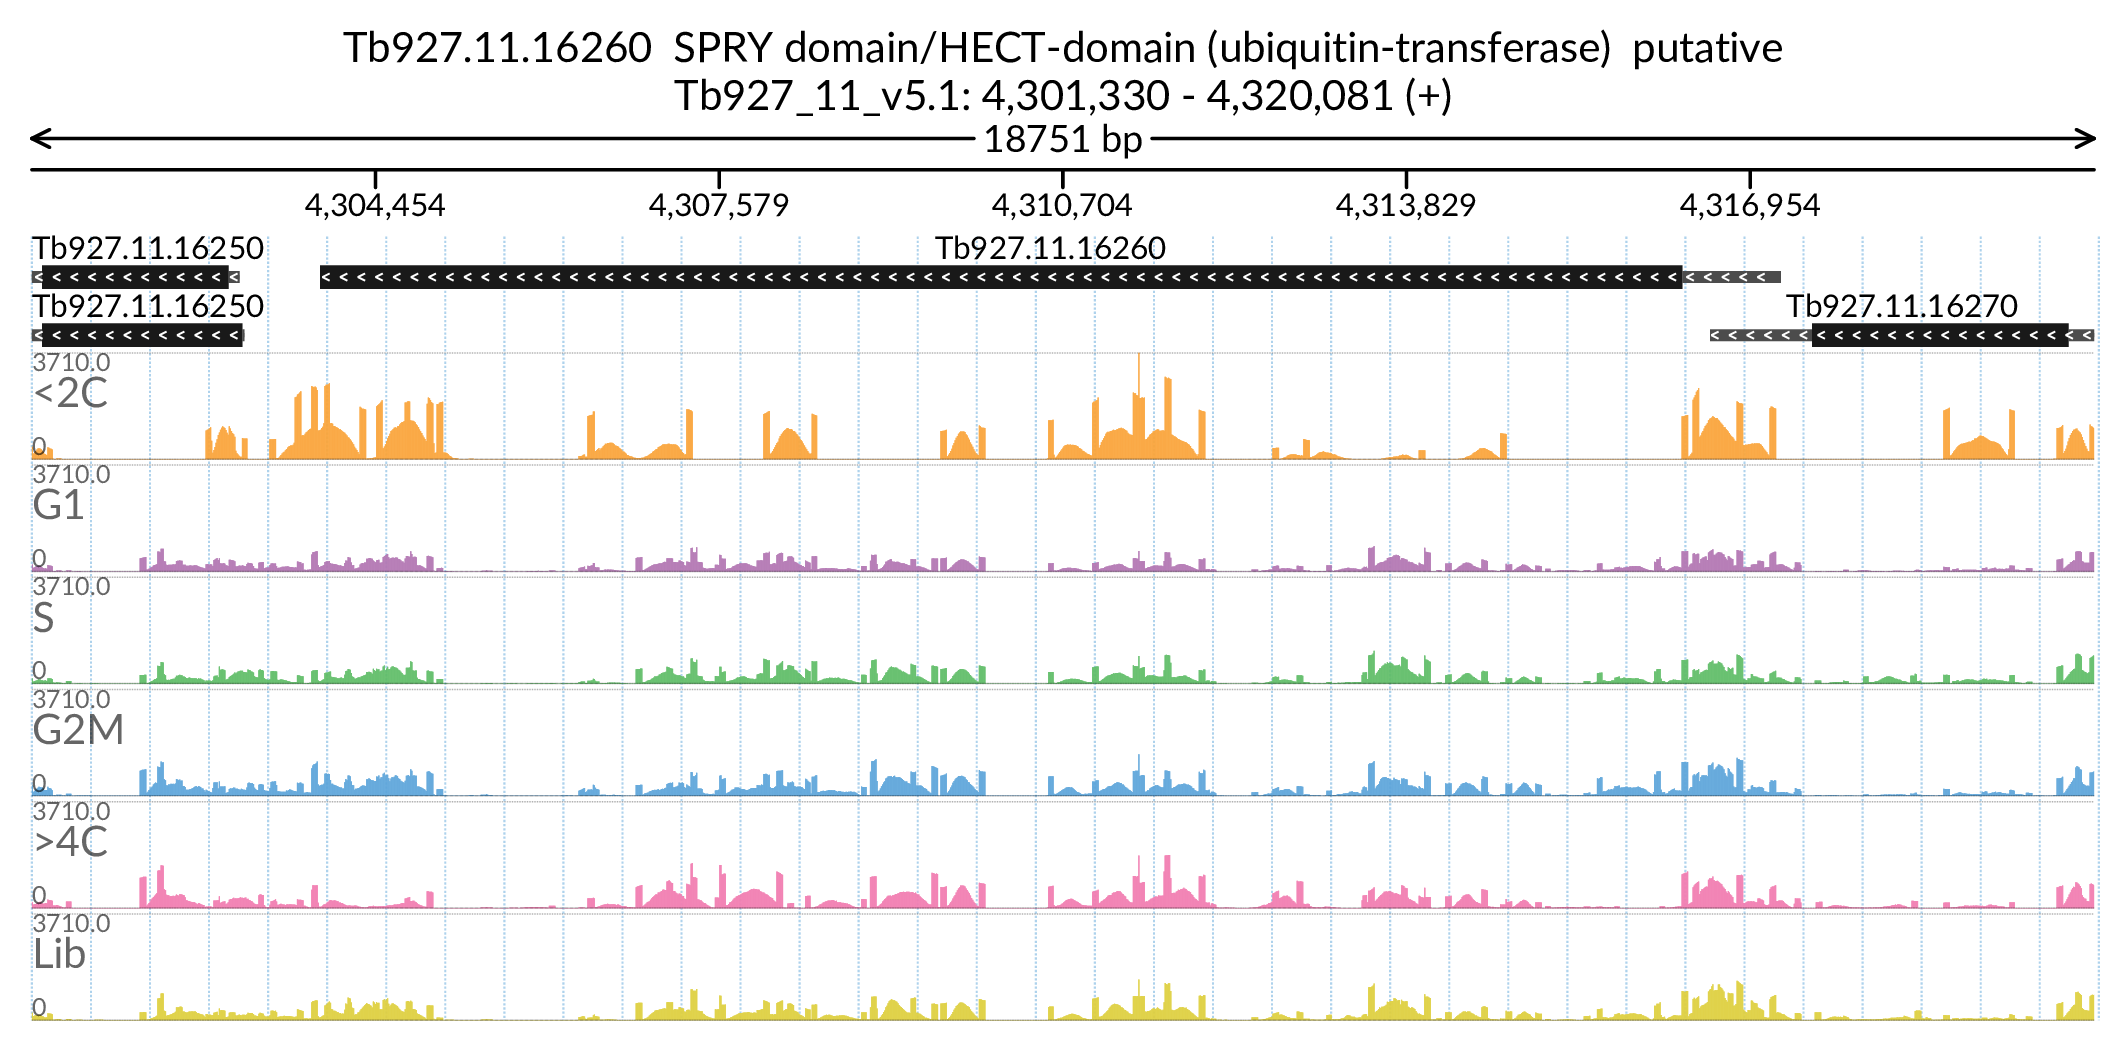 Tb927.11.16260  SPRY domain/HECT-domain (ubiquitin-transferase)  putative
Tb927_11_v5.1: 4,301,330 - 4,320,081 (+)
18751 bp
4,304,454 4,307,579 4,310,704 4,313,829 4,316,954
Tb927.11.16250 Tb927.11.16260
Tb927.11.16250 Tb927.11.16270
3710.0
<2C
0
3710.0
G1
0
3710.0
S
0
3710.0
G2M
0
3710.0
>4C
0
3710.0
Lib
0